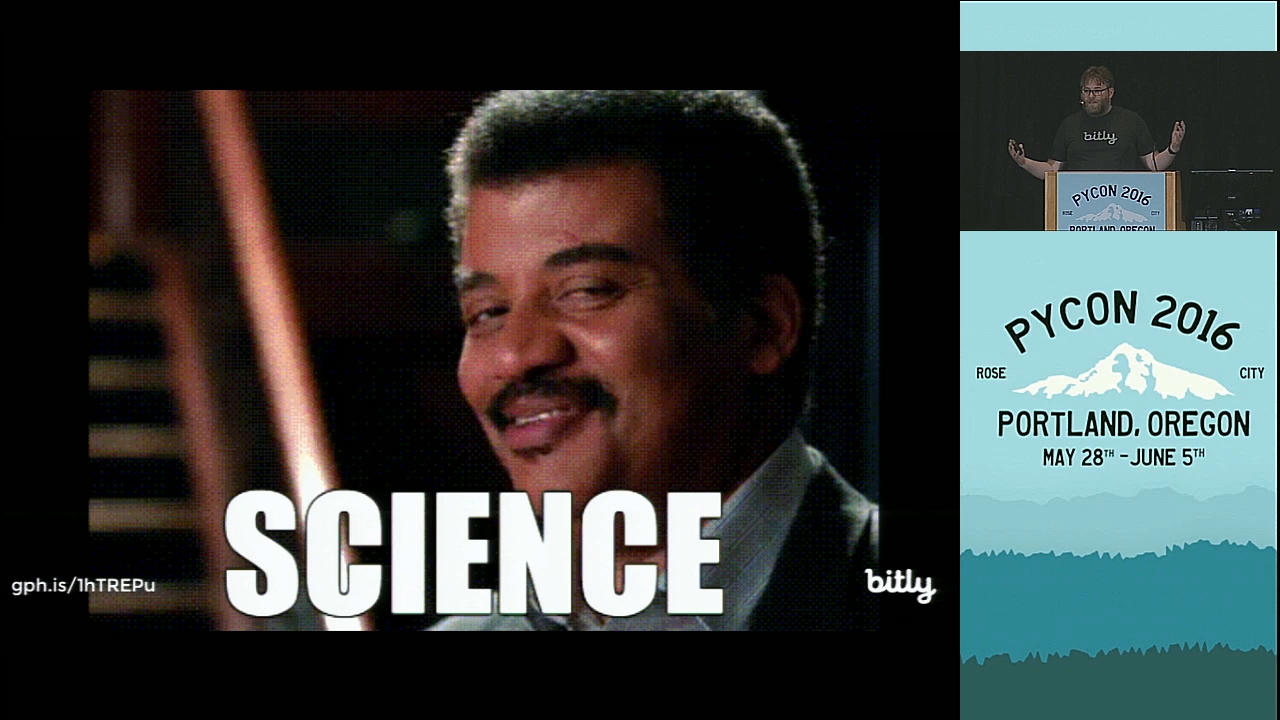 SCIENCE
gph.is/1hTREPu
bitly
bitly
PYCON 2016
ROSE
CITY
PORTLAND, OREGON
PYCON 2016
ROSE
CITY
PORTLAND, OREGON
MAY 28TH - JUNE 5TH